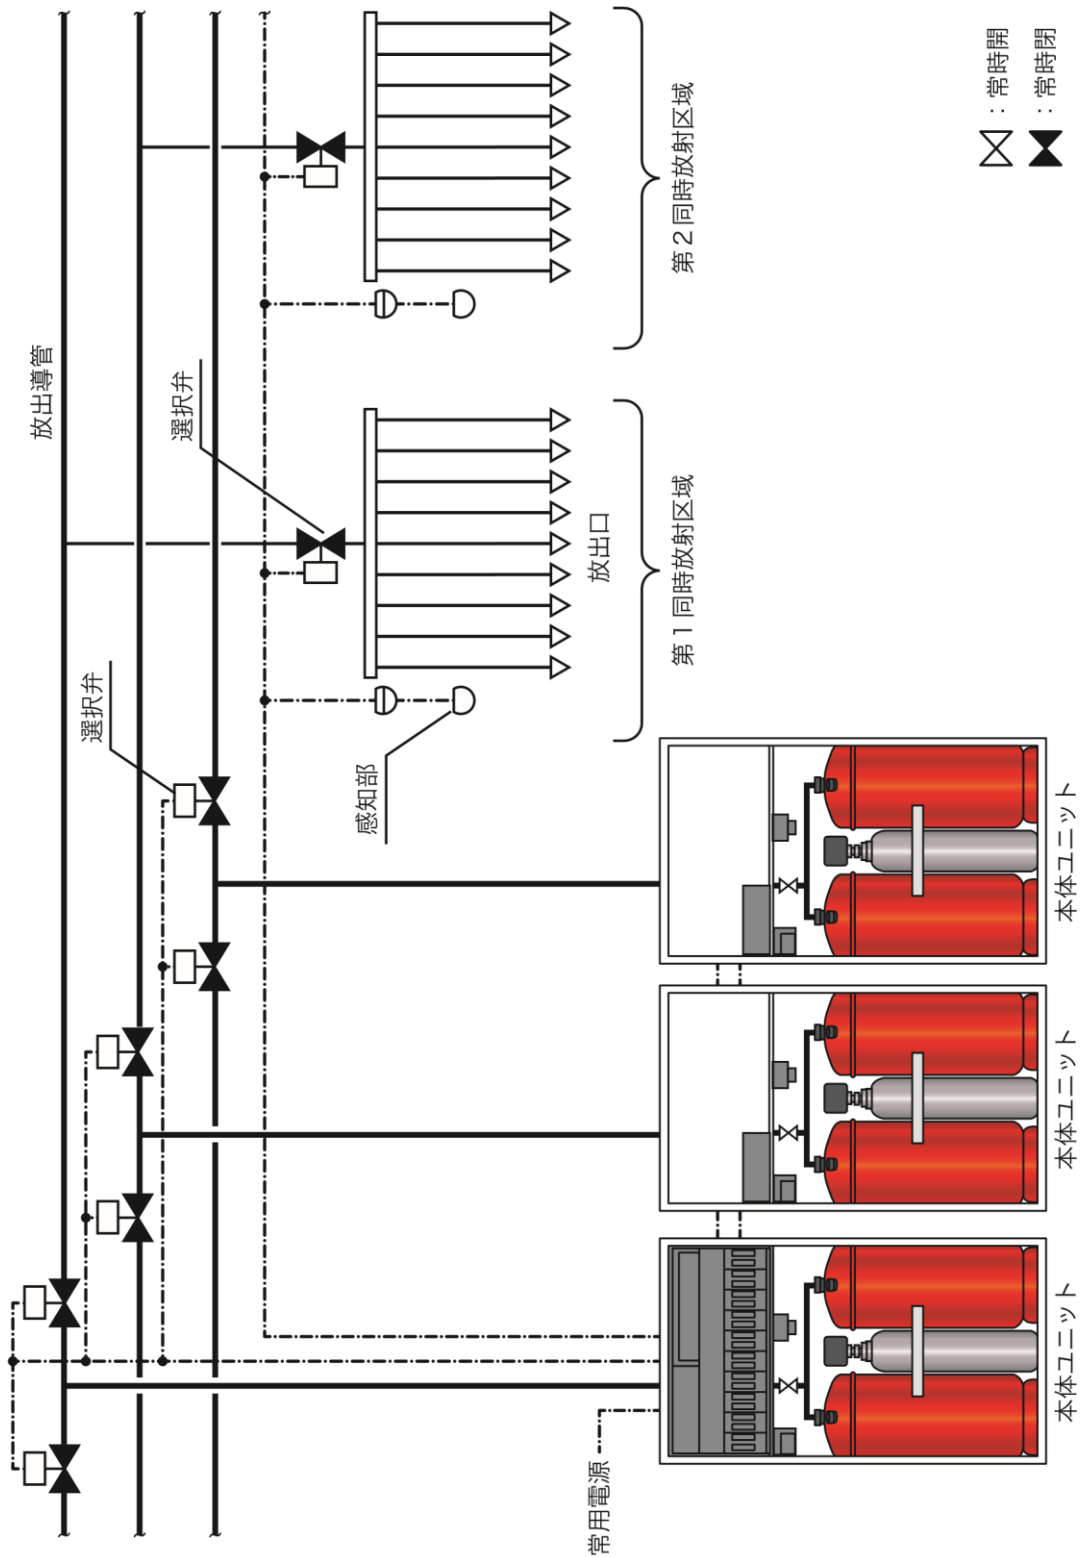 放出導管
選択弁
選択弁
感知部
放出口
第1同時放射区域
第2同時放射区域
：常時開
：常時閉
常用電源
本体ユニット
本体ユニット
本体ユニット